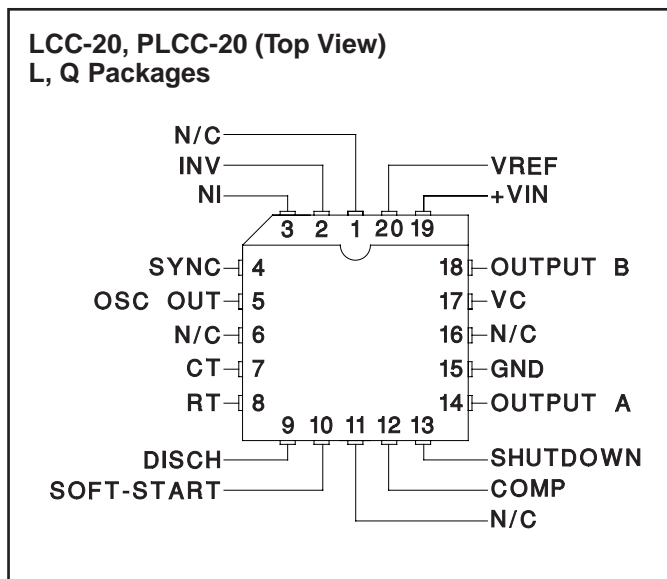 LCC-20, PLCC-20 (Top View)
L, Q Packages
N/C
INV
NI
VREF
+VIN
3 2 1 20 19
SYNC 4
OSC OUT 5
N/C 6
CT 7
RT 8
18 OUTPUT B
17 VC
16 N/C
15 GND
14 OUTPUT A
9 10 11 12 13
DISCH
SOFT-START
SHUTDOWN
COMP
N/C